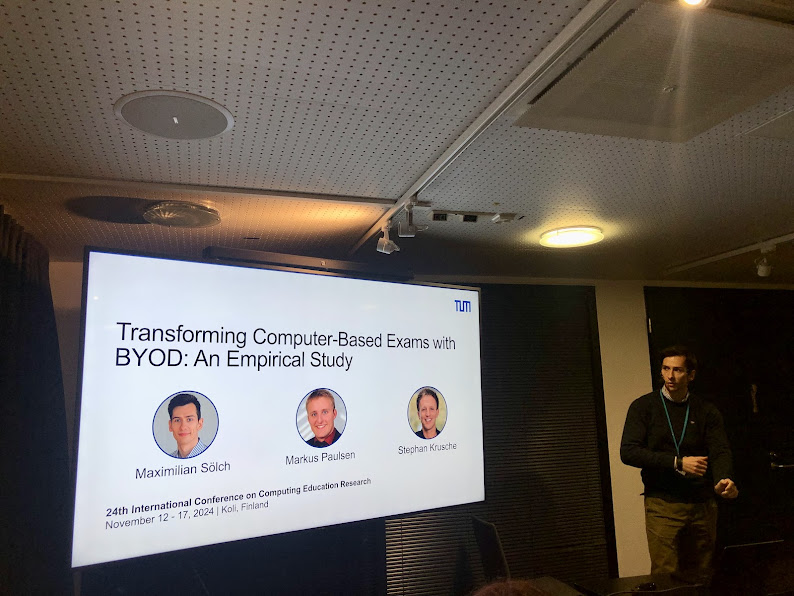 TUM
Transforming Computer-Based Exams with
BYOD: An Empirical Study
Maximilian Sölch
Markus Paulsen
Stephan Krusche
24th International Conference on Computing Education Research
November 12 - 17, 2024 | Koli, Finland